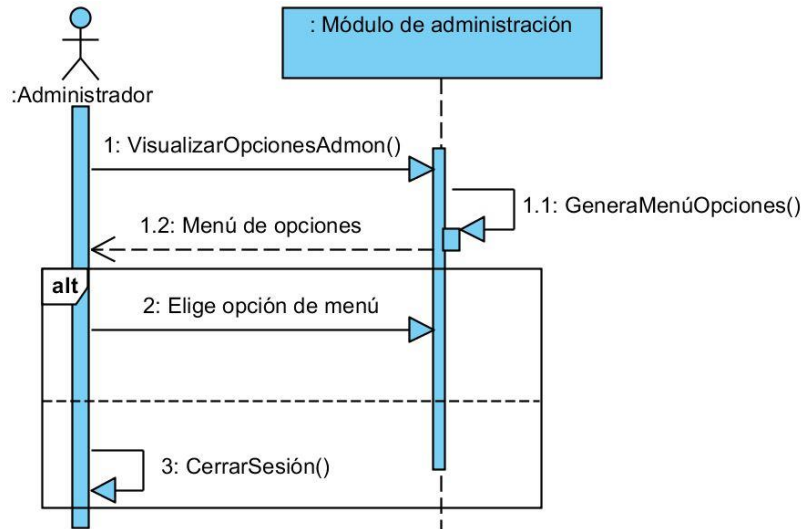 : Módulo de administración
:Administrador
1: VisualizarOpcionesAdmon()
1.1: GeneraMenúOpciones()
1.2: Menú de opciones
alt
2: Elige opción de menú
3: CerrarSesión()